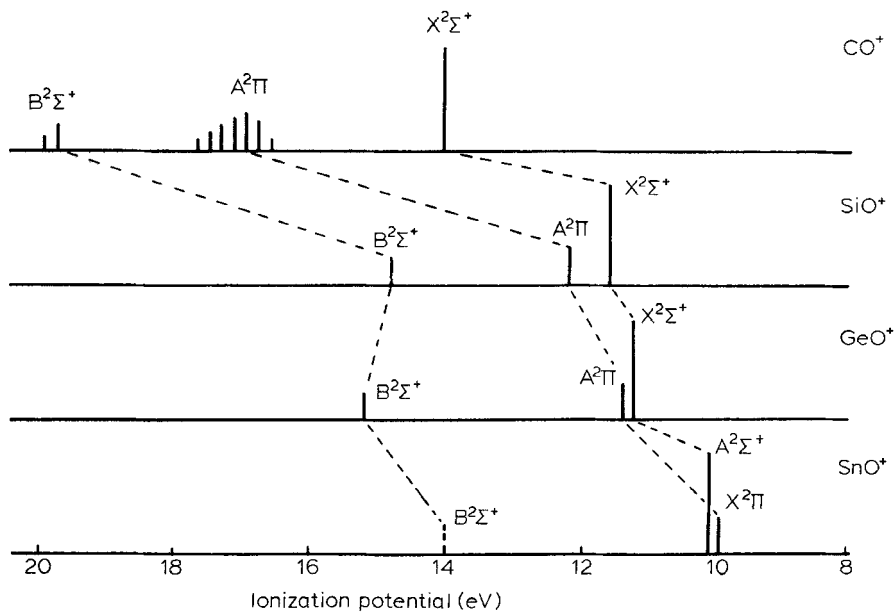 X²Σ⁺
CO⁺
A²Π
B²Σ⁺
X²Σ⁺
SiO⁺
A²Π
B²Σ⁺
X²Σ⁺
GeO⁺
A²Π
B²Σ⁺
A²Σ⁺
SnO⁺
X²Π
B²Σ⁺
20 18 16 14 12 10 8
Ionization potential (eV)